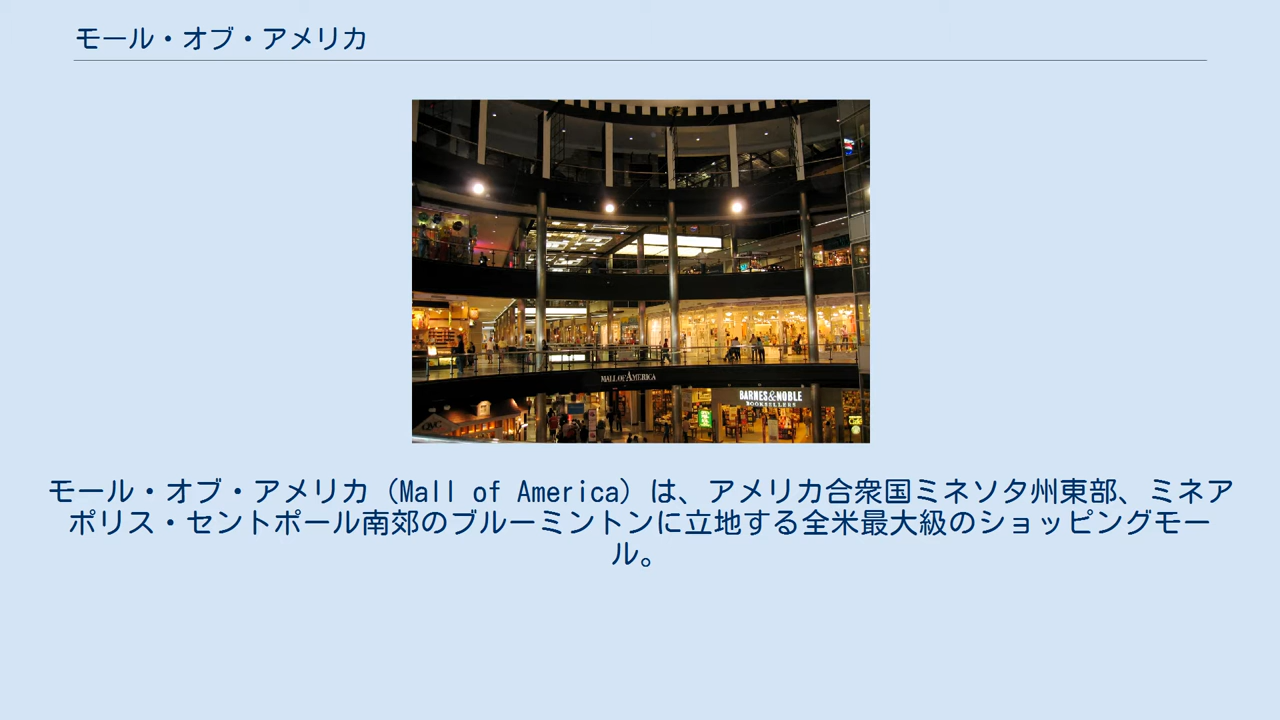 モール・オブ・アメリカ
MALL OF AMERICA
BARNES & NOBLE
BOOKSELLERS
モール・オブ・アメリカ（Mall of America）は、アメリカ合衆国ミネソタ州東部、ミネア
ポリス・セントポール南郊のブルーミントンに立地する全米最大級のショッピングモー
ル。